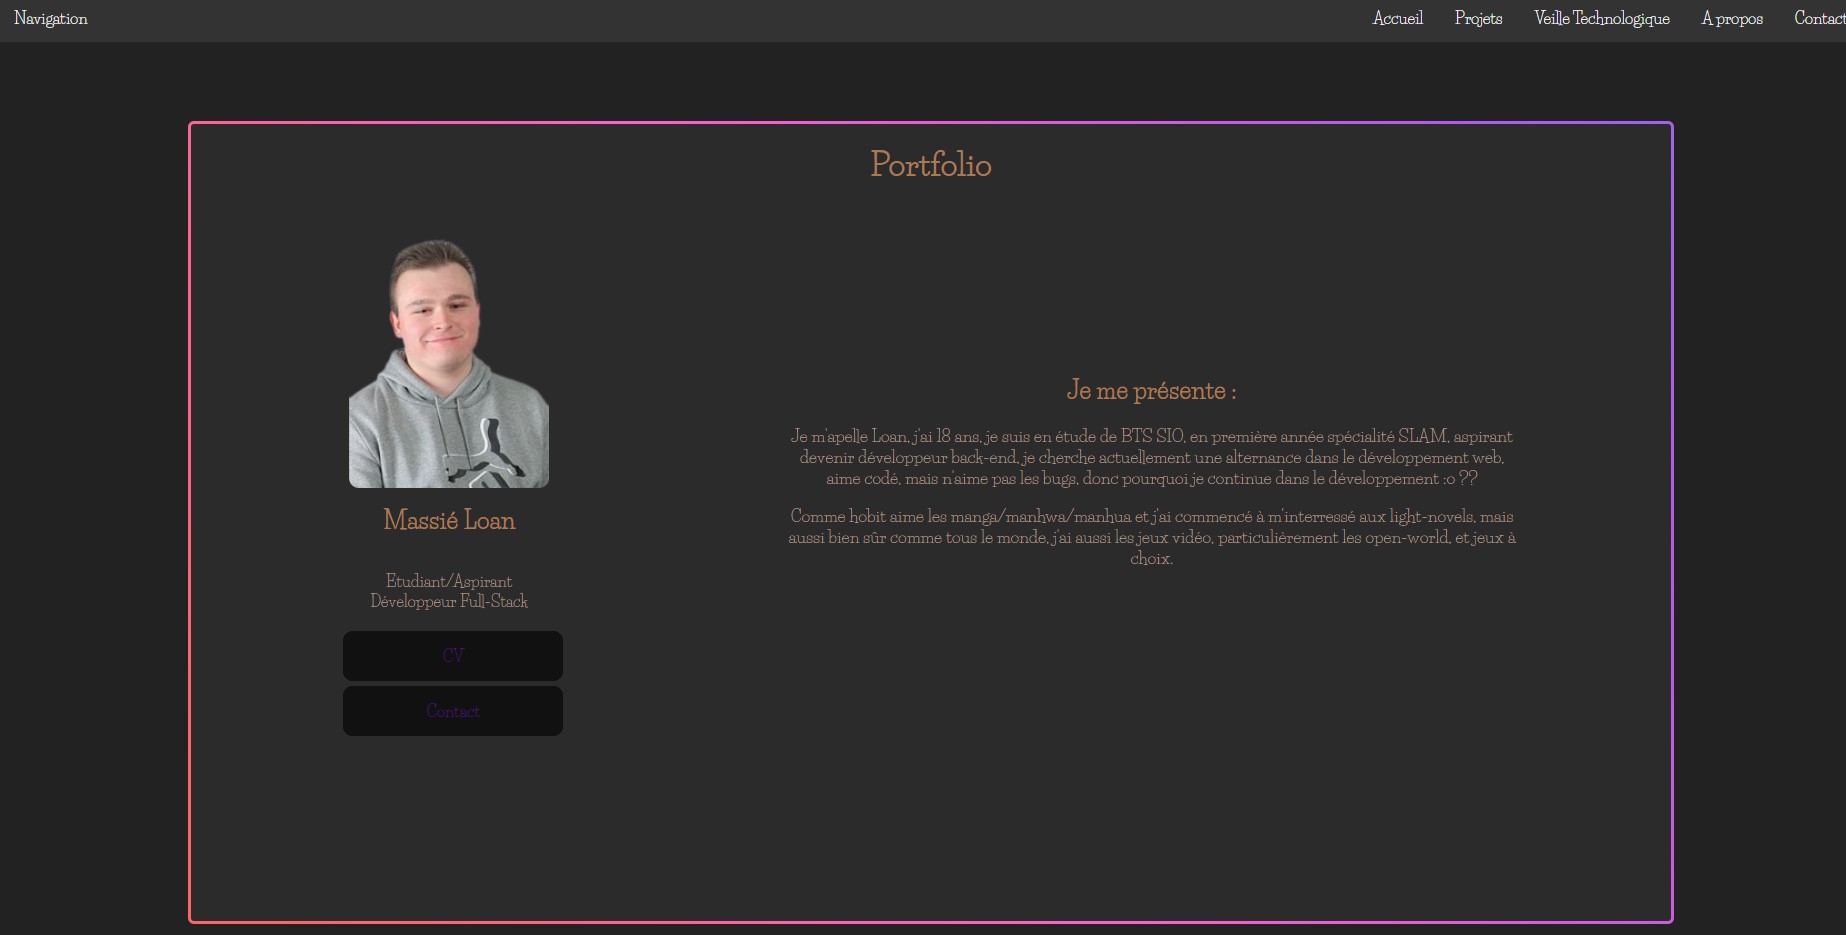 Navigation
Accueil Projets Veille Technologique A propos Contact
Portfolio
Massié Loan
Etudiant/Aspirant
Développeur Full-Stack
CV
Contact
Je me présente :
Je m'apelle Loan, j'ai 18 ans, je suis en étude de BTS SIO, en première année spécialité SLAM, aspirant
devenir développeur back-end, je cherche actuellement une alternance dans le développement web,
aime codé, mais n'aime pas les bugs, donc pourquoi je continue dans le développement :o ??
Comme hobit aime les manga/manhwa/manhua et j'ai commencé à m'interressé aux light-novels, mais
aussi bien sûr comme tous le monde, j'ai aussi les jeux vidéo, particulièrement les open-world, et jeux à
choix.